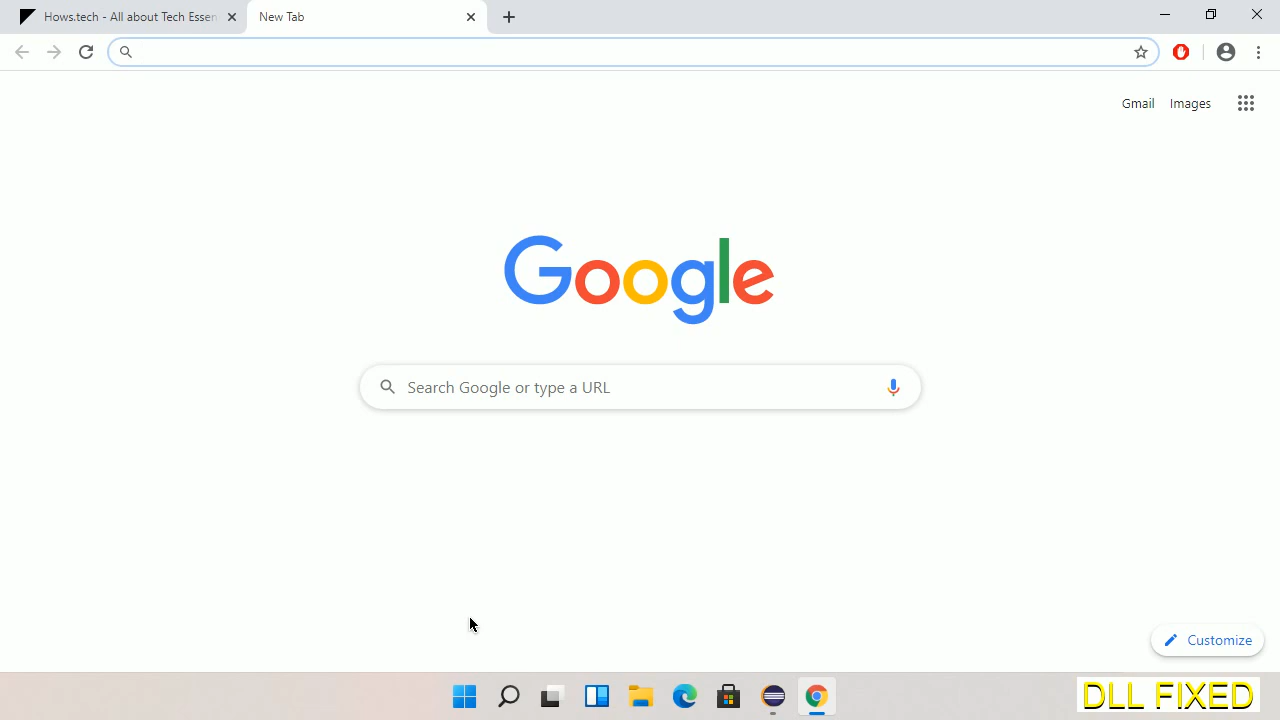 Hows.tech - All about Tech Essen
New Tab
Gmail
Images
Google
Search Google or type a URL
Customize
DLL FIXED